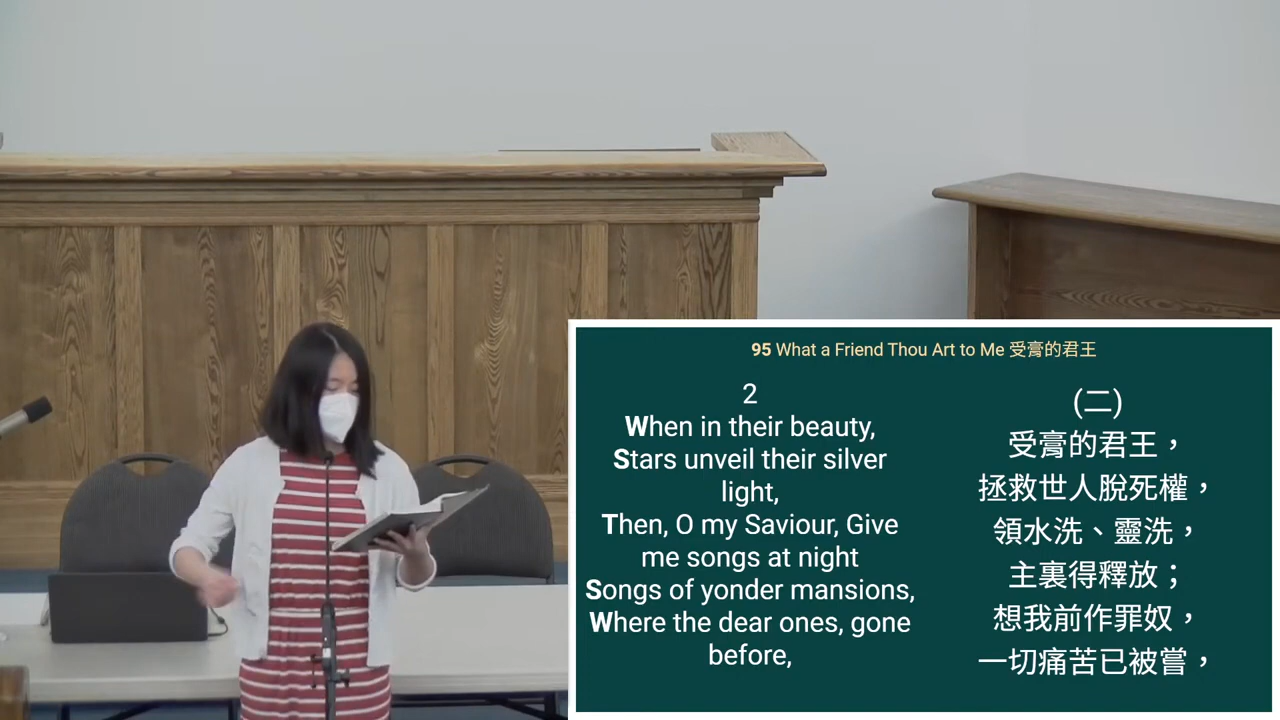 95 What a Friend Thou Art to Me 受膏的君王
2
When in their beauty,
Stars unveil their silver
light,
Then, O my Saviour, Give
me songs at night
Songs of yonder mansions,
Where the dear ones, gone
before,
(二)
受膏的君王，
拯救世人脫死權，
領水洗、靈洗，
主裏得釋放；
想我前作罪奴，
一切痛苦已被嘗，